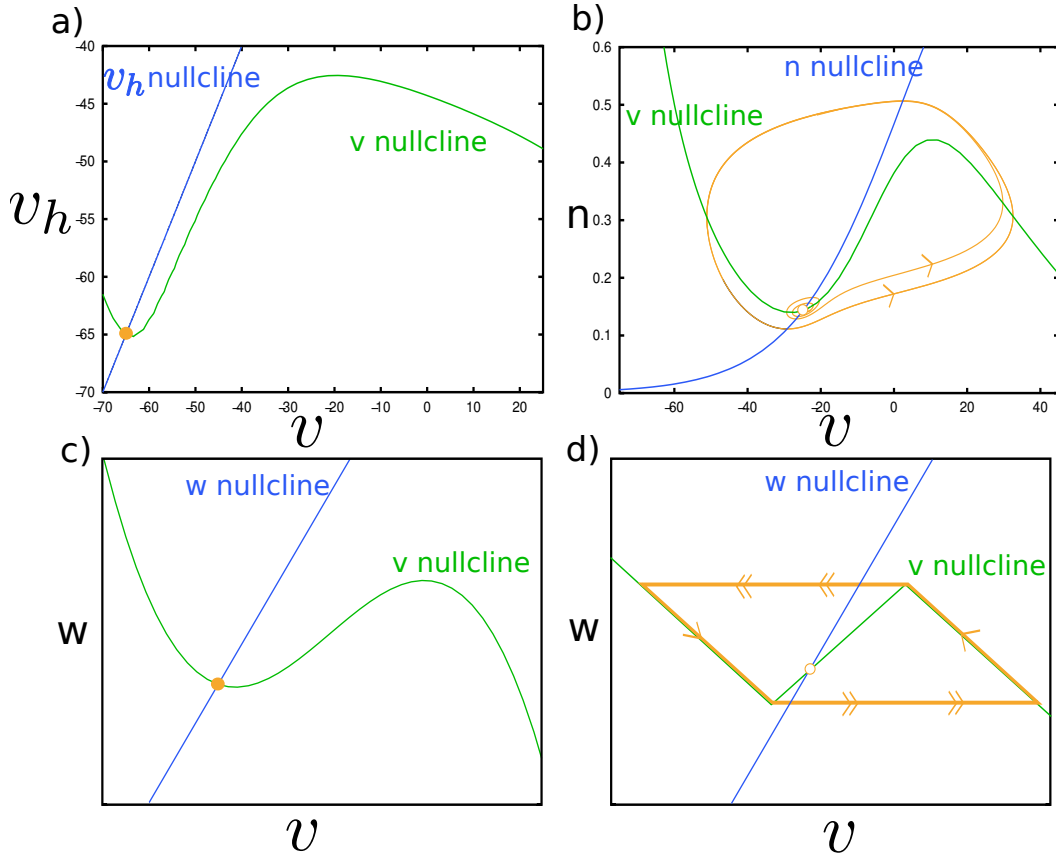 a)
-40
-45
-50
-55
-60
-65
-70
v_h nullcline
v nullcline
v_h
-70 -60 -50 -40 -30 -20 -10 0 10 20
v
b)
0.6
0.5
0.4
0.3
0.2
0.1
0
n nullcline
v nullcline
n
-60 -40 -20 0 20 40
v
c)
w nullcline
v nullcline
w
v
d)
w nullcline
v nullcline
w
v